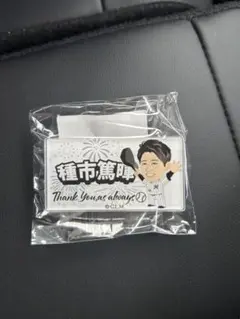 種市篤暉
Thank You, as always
©C.L.M